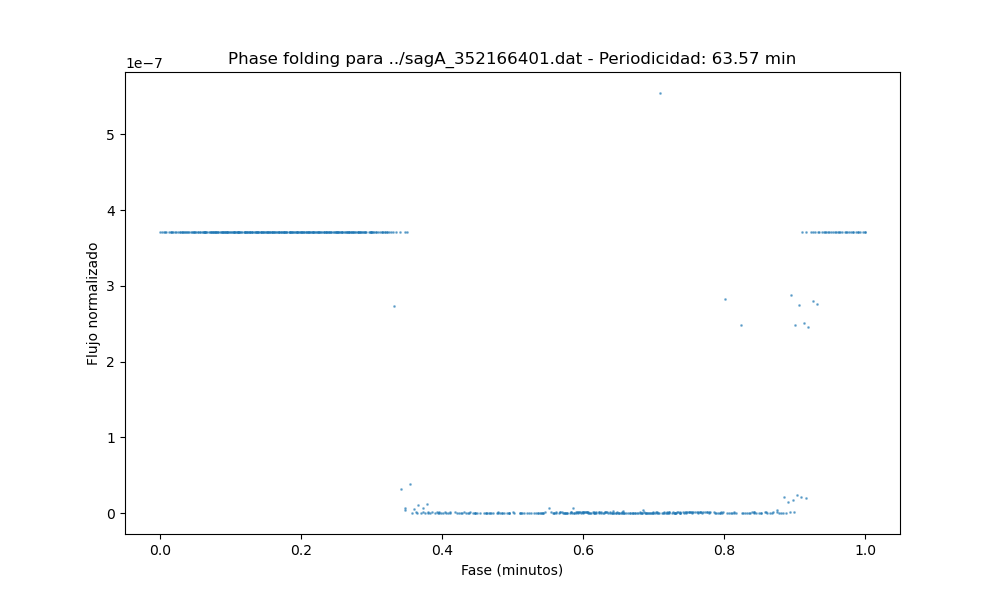 Phase folding para ../sagA_352166401.dat - Periodicidad: 63.57 min
1e−7
5
4
3
2
1
0
Flujo normalizado
0.0 0.2 0.4 0.6 0.8 1.0
Fase (minutos)